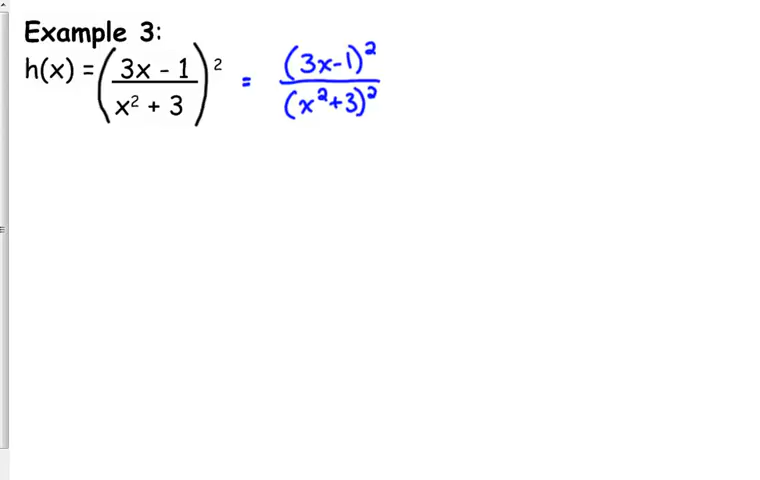 Example 3:
h(x) = (3x - 1 / x² + 3)² = (3x-1)² / (x²+3)²